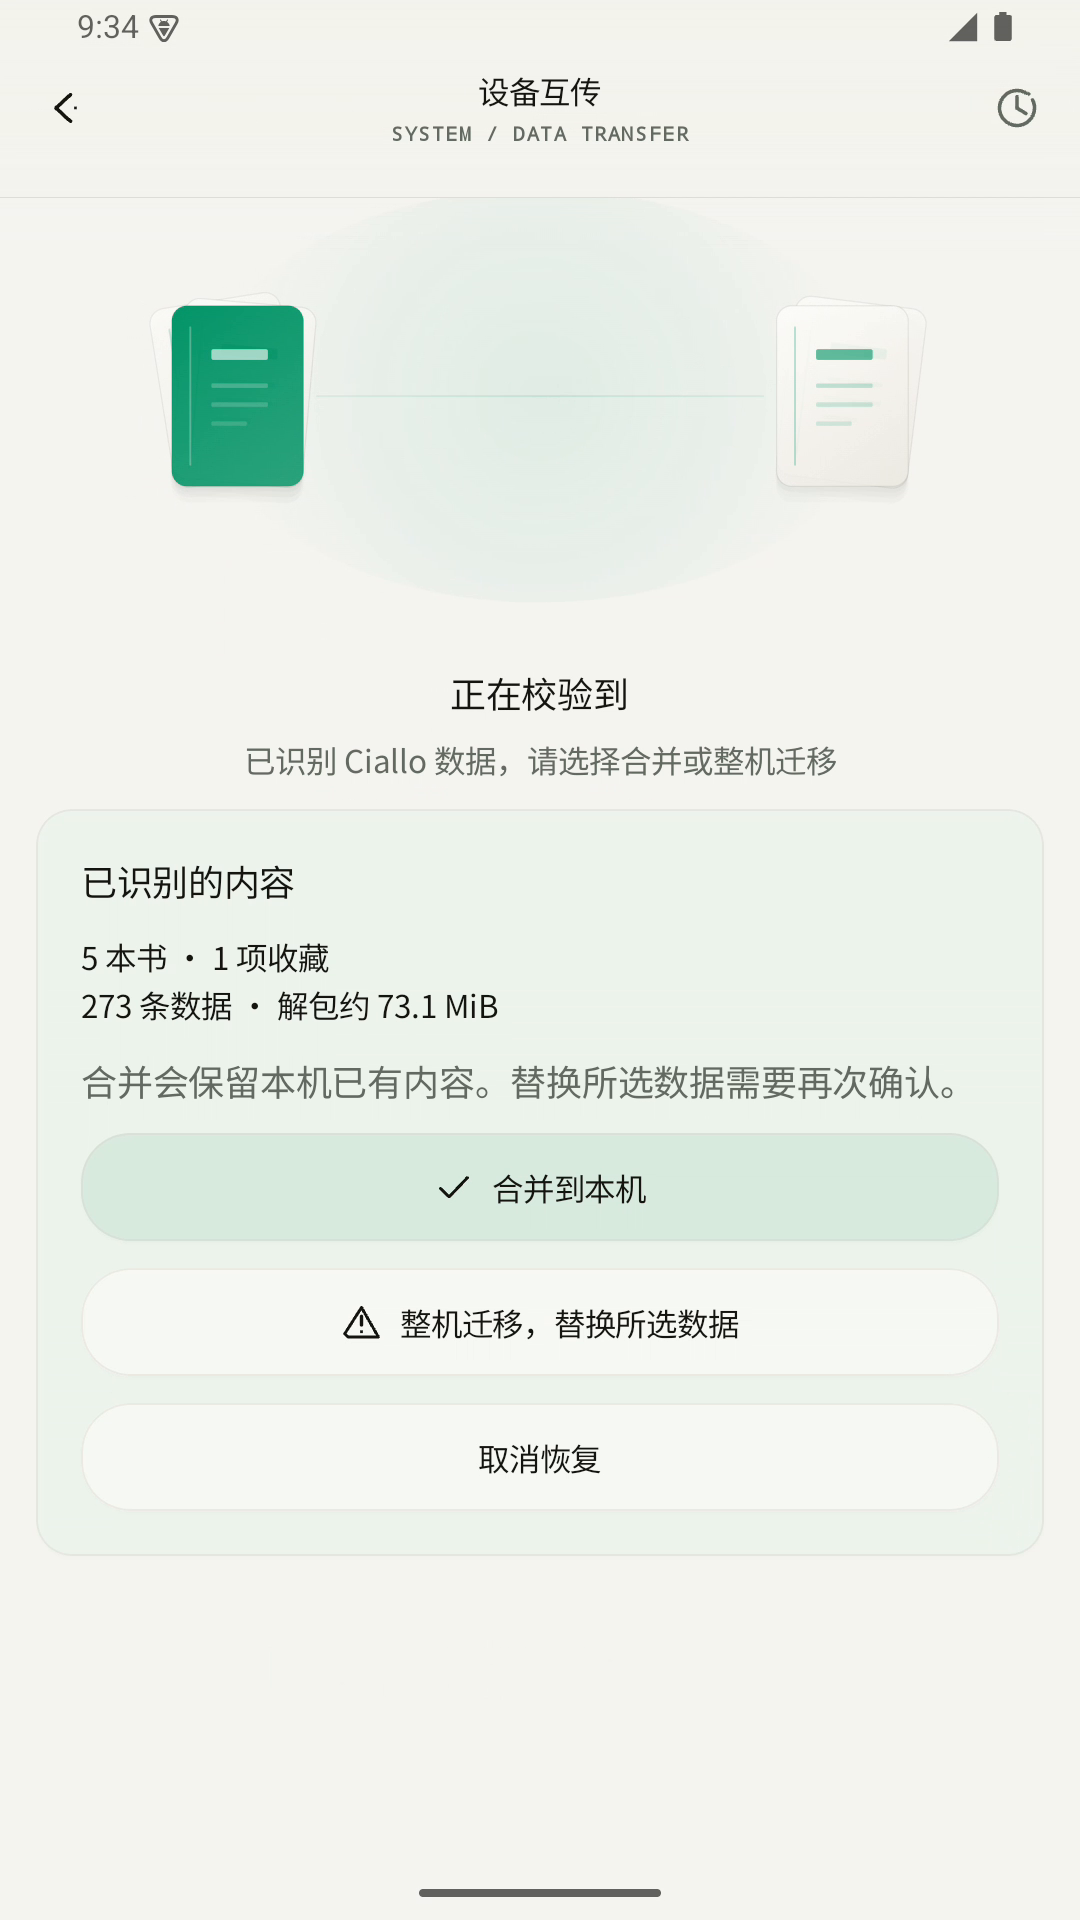 9:34
设备互传
SYSTEM / DATA TRANSFER
正在校验到
已识别 Ciallo 数据，请选择合并或整机迁移
已识别的内容
5 本书 · 1 项收藏
273 条数据 · 解包约 73.1 MiB
合并会保留本机已有内容。替换所选数据需要再次确认。
合并到本机
整机迁移，替换所选数据
取消恢复